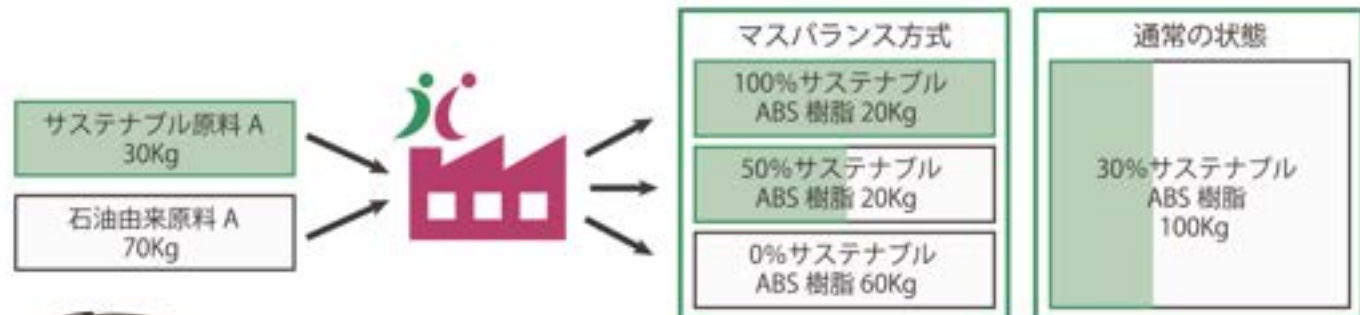 サステナブル原料 A
30Kg
石油由来原料 A
70Kg
マスバランス方式
100%サステナブル
ABS 樹脂 20Kg
50%サステナブル
ABS 樹脂 20Kg
0%サステナブル
ABS 樹脂 60Kg
通常の状態
30%サステナブル
ABS 樹脂
100Kg